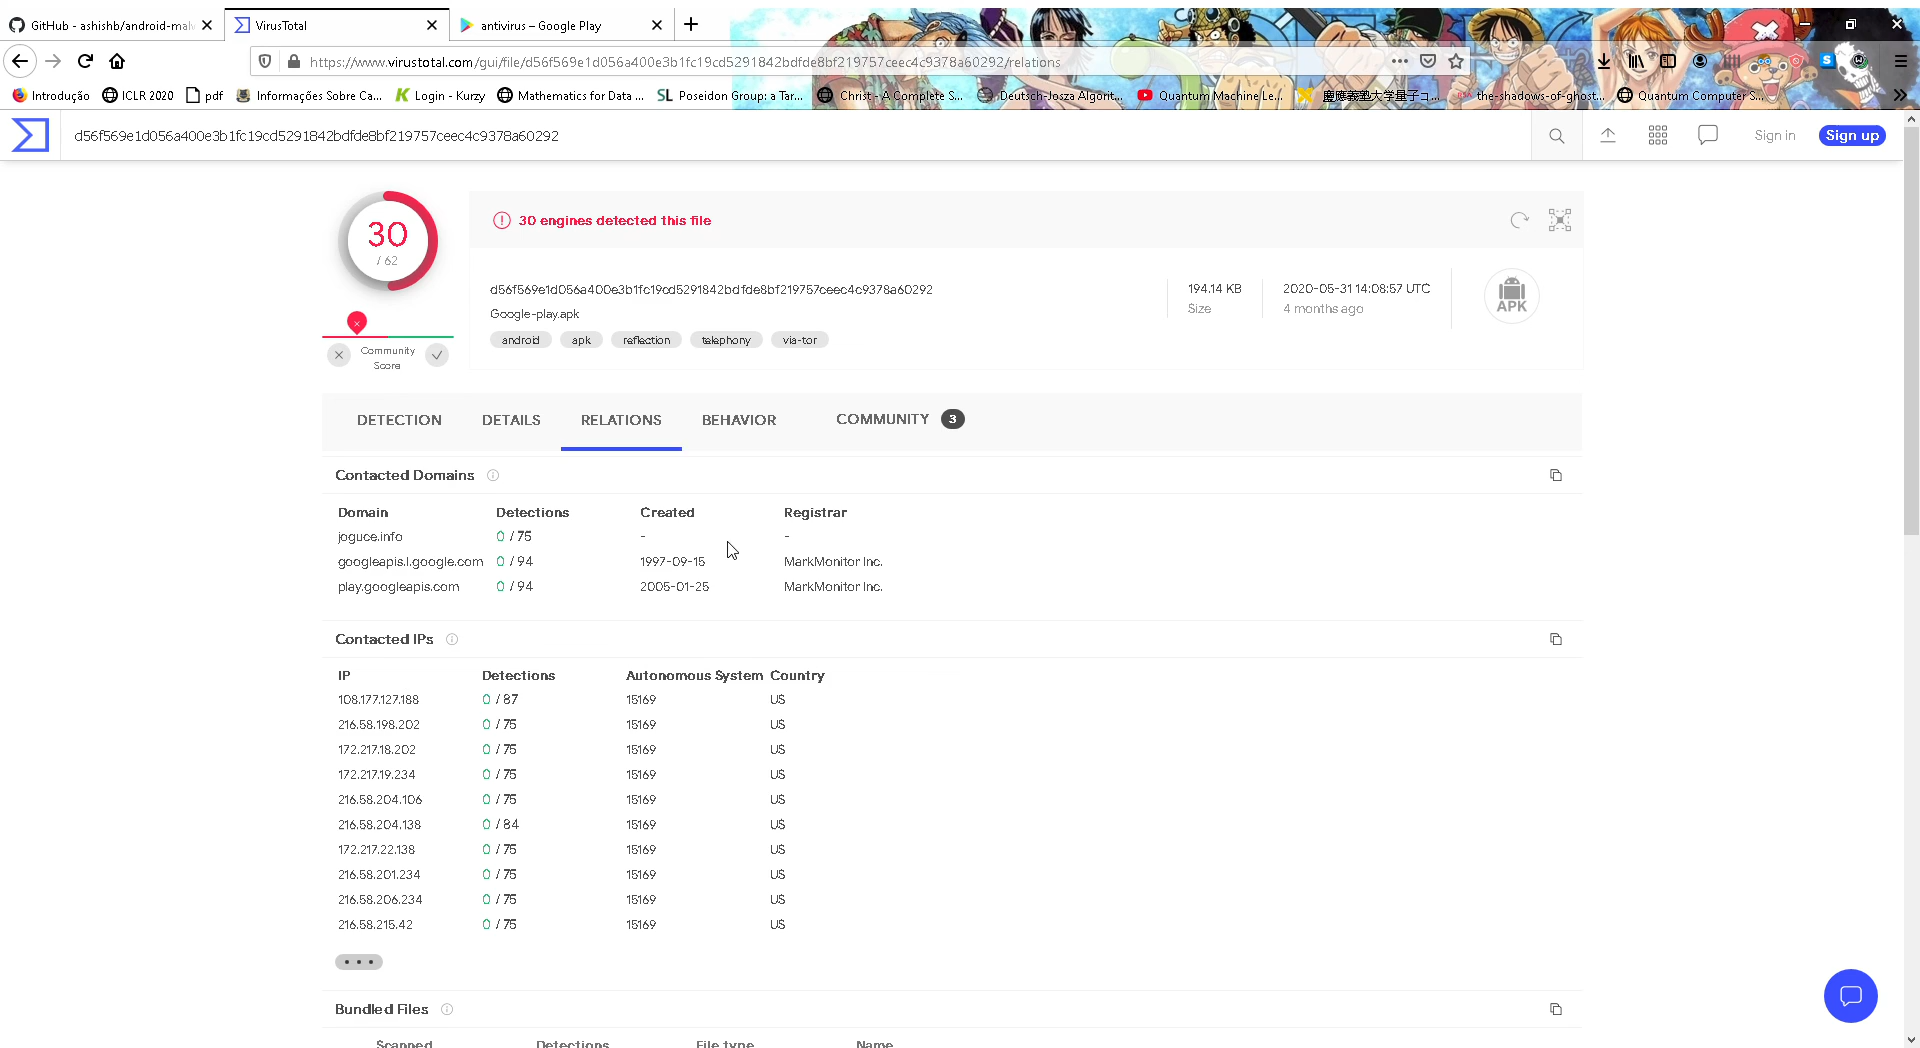 GitHub - ashishb/android-malw
VirusTotal
antivirus – Google Play
https://www.virustotal.com/gui/file/d56f569e1d056a400e3b1fc19cd5291842bdfde8bf219757ceec4c9378a60292/relations
Introdução
ICLR 2020
pdf
Informações Sobre Ca...
Login - Kurzy
Mathematics for Data ...
Poseidon Group: a Tar...
Christ - A Complete S...
Deutsch-Josza Algorit...
Quantum Machine Le...
慶應義塾大学量子コ...
the-shadows-of-ghost...
Quantum Computer S...
d56f569e1d056a400e3b1fc19cd5291842bdfde8bf219757ceec4c9378a60292
Sign in
Sign up
30
/ 62
Community
Score
30 engines detected this file
d56f569e1d056a400e3b1fc19cd5291842bdfde8bf219757ceec4c9378a60292
Google-play.apk
android apk reflection telephony via-tor
194.14 KB
Size
2020-05-31 14:08:57 UTC
4 months ago
APK
DETECTION DETAILS RELATIONS BEHAVIOR COMMUNITY 3
Contacted Domains
Domain Detections Created Registrar
joguce.info 0 / 75 - -
googleapis.l.google.com 0 / 94 1997-09-15 MarkMonitor Inc.
play.googleapis.com 0 / 94 2005-01-25 MarkMonitor Inc.
Contacted IPs
IP Detections Autonomous System Country
108.177.127.188 0 / 87 15169 US
216.58.198.202 0 / 75 15169 US
172.217.18.202 0 / 75 15169 US
172.217.19.234 0 / 75 15169 US
216.58.204.106 0 / 75 15169 US
216.58.204.138 0 / 84 15169 US
172.217.22.138 0 / 75 15169 US
216.58.201.234 0 / 75 15169 US
216.58.206.234 0 / 75 15169 US
216.58.215.42 0 / 75 15169 US
Bundled Files
Scanned Detections File type Name